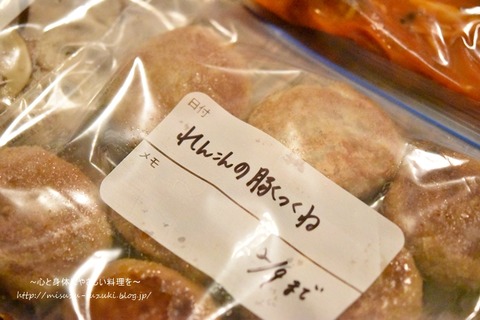 日付
れんこんの豚つくね
メモ
2/9まで
～心と身体にやさしい料理を～
http://misuzu-suzuki.blog.jp/